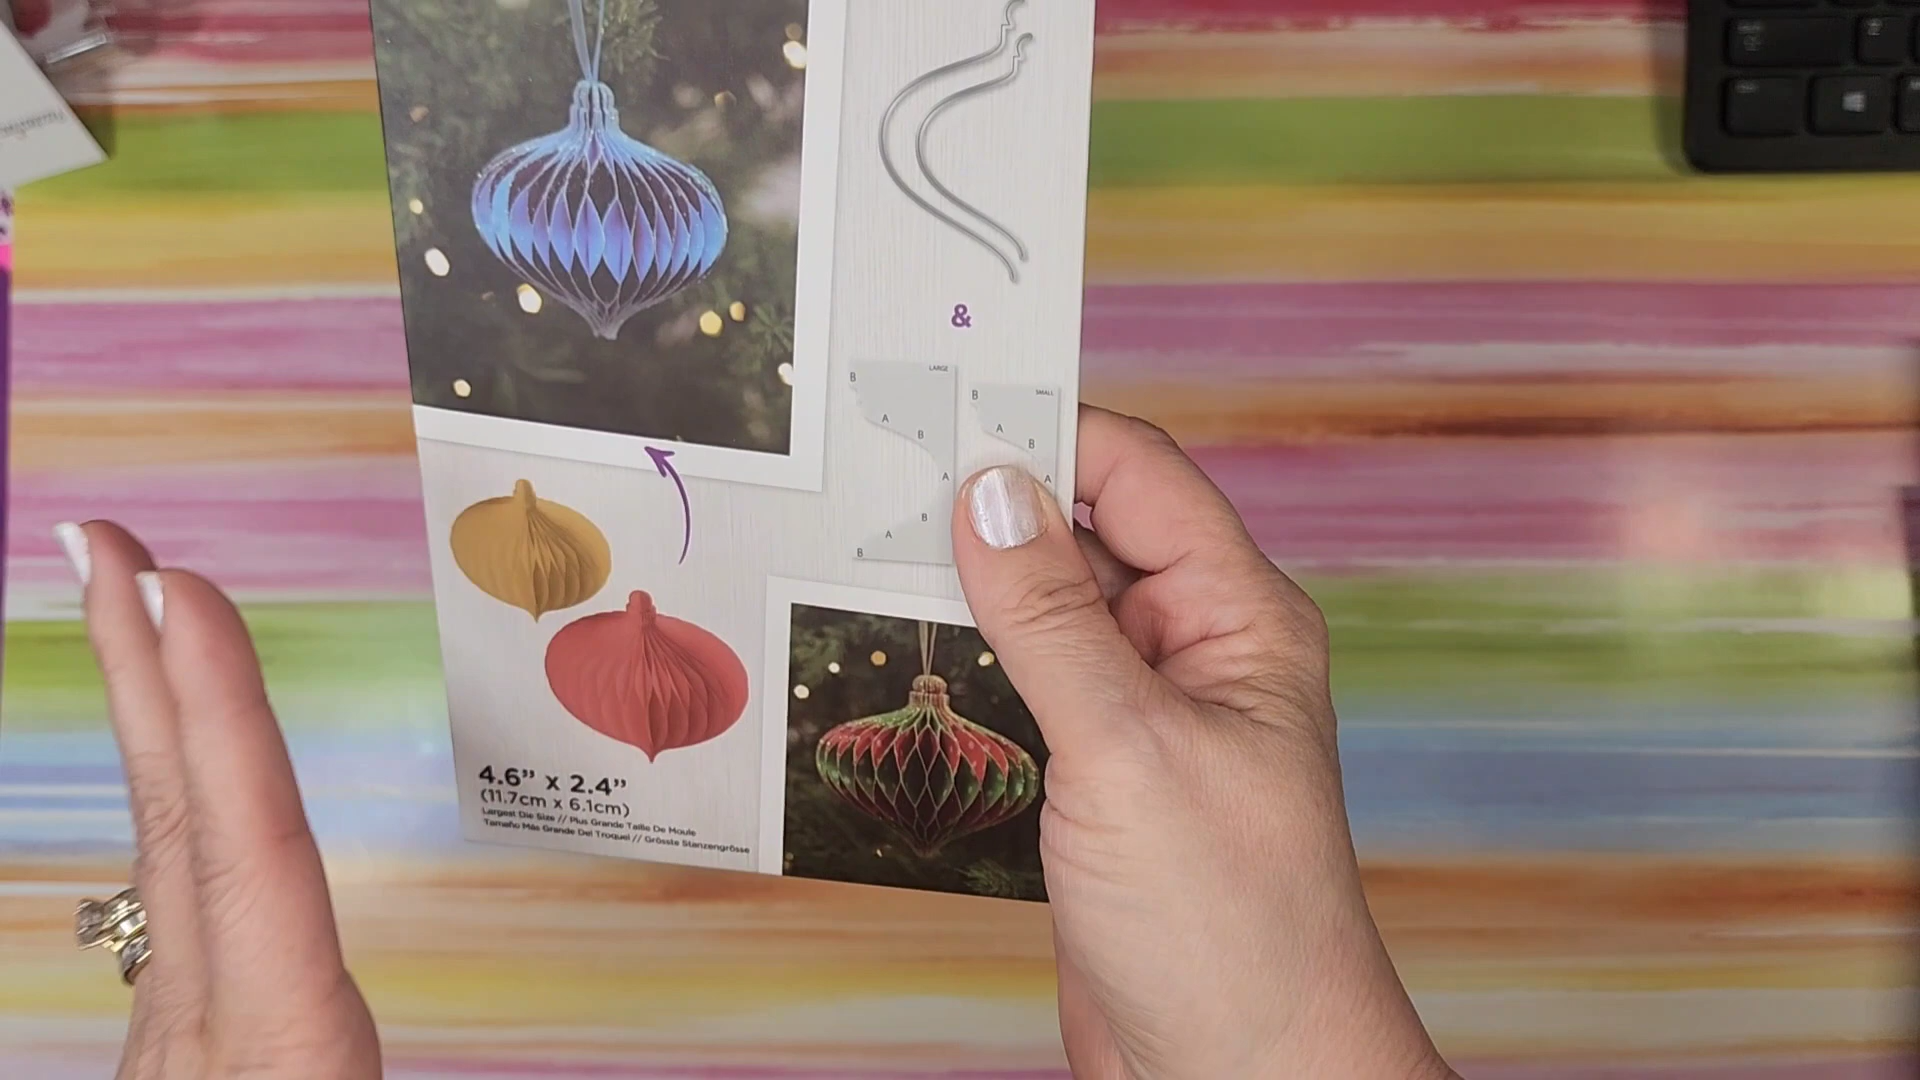 &
LARGE
B
SMALL
B
A
A
B
B
A
A
B
A
B
4.6” x 2.4”
(11.7cm x 6.1cm)
Largest Die Size // Plus Grande Taille De Moule
Tamaño Más Grande Del Troquel // Grösste Stanzengrösse